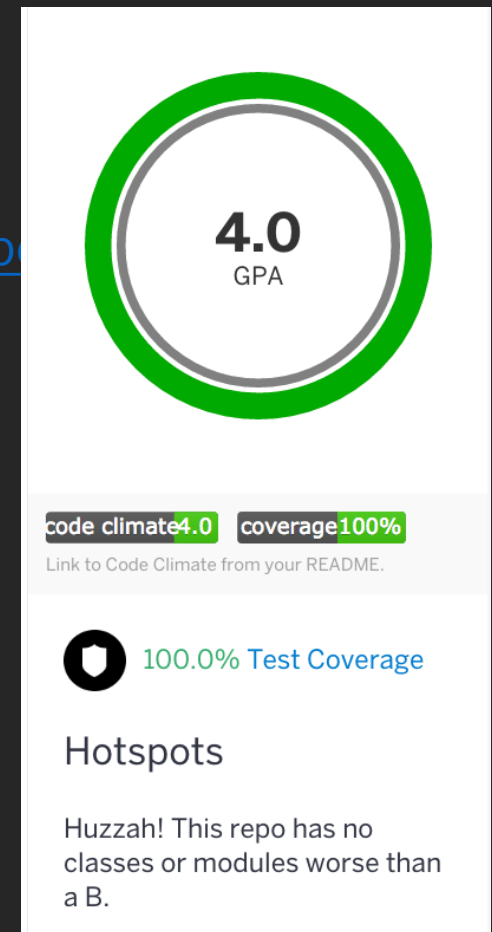 4.0
GPA
code climate 4.0 coverage 100%
Link to Code Climate from your README.
100.0% Test Coverage
Hotspots
Huzzah! This repo has no
classes or modules worse than
a B.